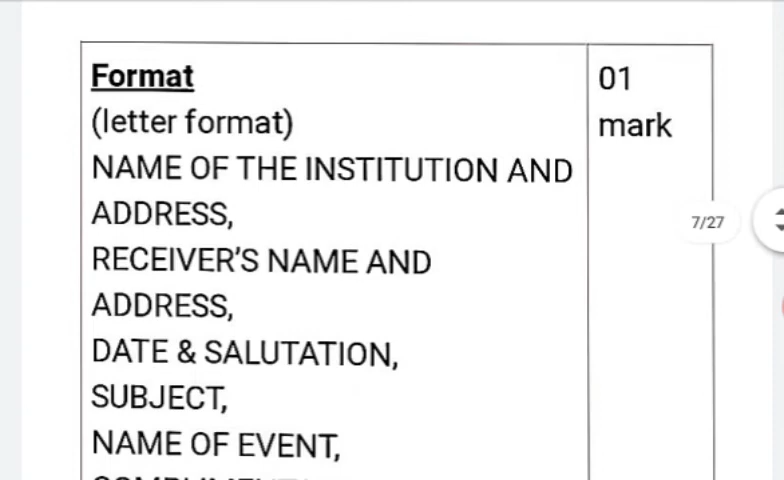 Format
01
(letter format)
mark
NAME OF THE INSTITUTION AND
ADDRESS,
7/27
RECEIVER'S NAME AND
ADDRESS,
DATE & SALUTATION,
SUBJECT,
NAME OF EVENT,